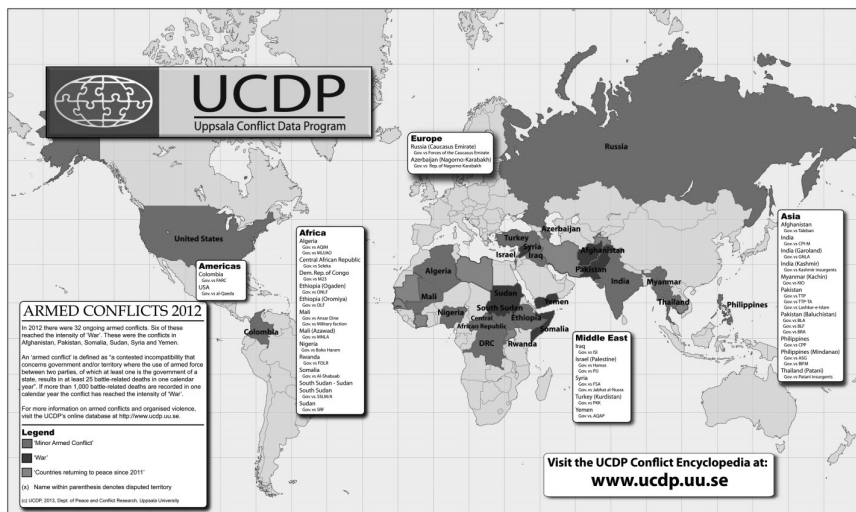 UCDP
Uppsala Conflict Data Program
Europe
Russia (Caucasus Emirate)
Gov. vs Forces of the Caucasus Emirate
Azerbaijan (Nagorno-Karabakh)
Gov. vs Rep. of Nagorno Karabakh
Russia
United States
Americas
Colombia
Gov. vs FARC
USA
Gov. vs al-Qaeda
Africa
Algeria
Gov. vs AQIM
Gov. vs MUJAO
Central African Republic
Gov. vs Seleka
Dem. Rep. of Congo
Gov. vs M23
Ethiopia (Ogaden)
Gov. vs ONLF
Ethiopia (Oromiya)
Gov. vs OLF
Mali
Gov. vs Ansar Dine
Gov. vs Military faction
Mali (Azawad)
Gov. vs MNLA
Nigeria
Gov. vs Boko Haram
Rwanda
Gov. vs FDLR
Somalia
Gov. vs Al-Shabaab
South Sudan - Sudan
South Sudan
Gov. vs SSLM/A
Sudan
Gov. vs SRF
Turkey
Azerbaijan
Syria
Israel
Iraq
Afghanistan
Pakistan
Algeria
Mali
Sudan
Yemen
India
Myanmar
Thailand
Philippines
Nigeria
South Sudan
Ethiopia
Central
African Republic
Somalia
DRC
Rwanda
Colombia
Asia
Afghanistan
Gov. vs Taleban
India
Gov. vs CPI-M
India (Garoland)
Gov. vs GNLA
India (Kashmir)
Gov. vs Kashmir insurgents
Myanmar (Kachin)
Gov. vs KIO
Pakistan
Gov. vs TTP
Gov. vs TTP-TA
Gov. vs Lashkar-e-Islam
Pakistan (Baluchistan)
Gov. vs BLA
Gov. vs BLF
Gov. vs BRA
Philippines
Gov. vs CPP
Philippines (Mindanao)
Gov. vs ASG
Gov. vs BIFM
Thailand (Patani)
Gov. vs Patani insurgents
Middle East
Iraq
Gov. vs ISI
Israel (Palestine)
Gov. vs Hamas
Gov. vs PIJ
Syria
Gov. vs FSA
Gov. vs Jabhat al-Nusra
Turkey (Kurdistan)
Gov. vs PKK
Yemen
Gov. vs AQAP
ARMED CONFLICTS 2012
In 2012 there were 32 ongoing armed conflicts. Six of these
reached the intensity of 'War'. These were the conflicts in
Afghanistan, Pakistan, Somalia, Sudan, Syria and Yemen.
An 'armed conflict' is defined as "a contested incompatibility that
concerns government and/or territory where the use of armed force
between two parties, of which at least one is the government of a
state, results in at least 25 battle-related deaths in one calendar
year". If more than 1,000 battle-related deaths are recorded in one
calendar year the conflict has reached the intensity of 'War'.
For more information on armed conflicts and organised violence,
visit the UCDP's online database at http://www.ucdp.uu.se.
Legend
'Minor Armed Conflict'
'War'
'Countries returning to peace since 2011'
(x) Name within parenthesis denotes disputed territory
(c) UCDP, 2013, Dept. of Peace and Conflict Research, Uppsala University
Visit the UCDP Conflict Encyclopedia at:
www.ucdp.uu.se